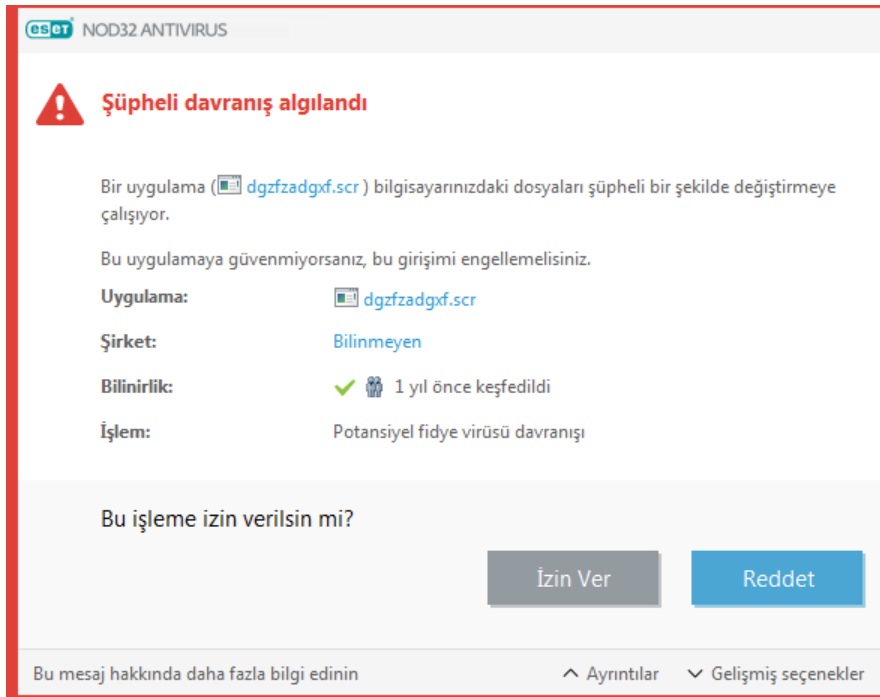 eset NOD32 ANTIVIRUS
Şüpheli davranış algılandı
Bir uygulama ( dgzfzadgxf.scr ) bilgisayarınızdaki dosyaları şüpheli bir şekilde değiştirmeye
çalışıyor.
Bu uygulamaya güvenmiyorsanız, bu girişimi engellemelisiniz.
Uygulama: dgzfzadgxf.scr
Şirket: Bilinmeyen
Bilinirlik: 1 yıl önce keşfedildi
İşlem: Potansiyel fidye virüsü davranışı
Bu işleme izin verilsin mi?
İzin Ver Reddet
Bu mesaj hakkında daha fazla bilgi edinin Ayrıntılar Gelişmiş seçenekler